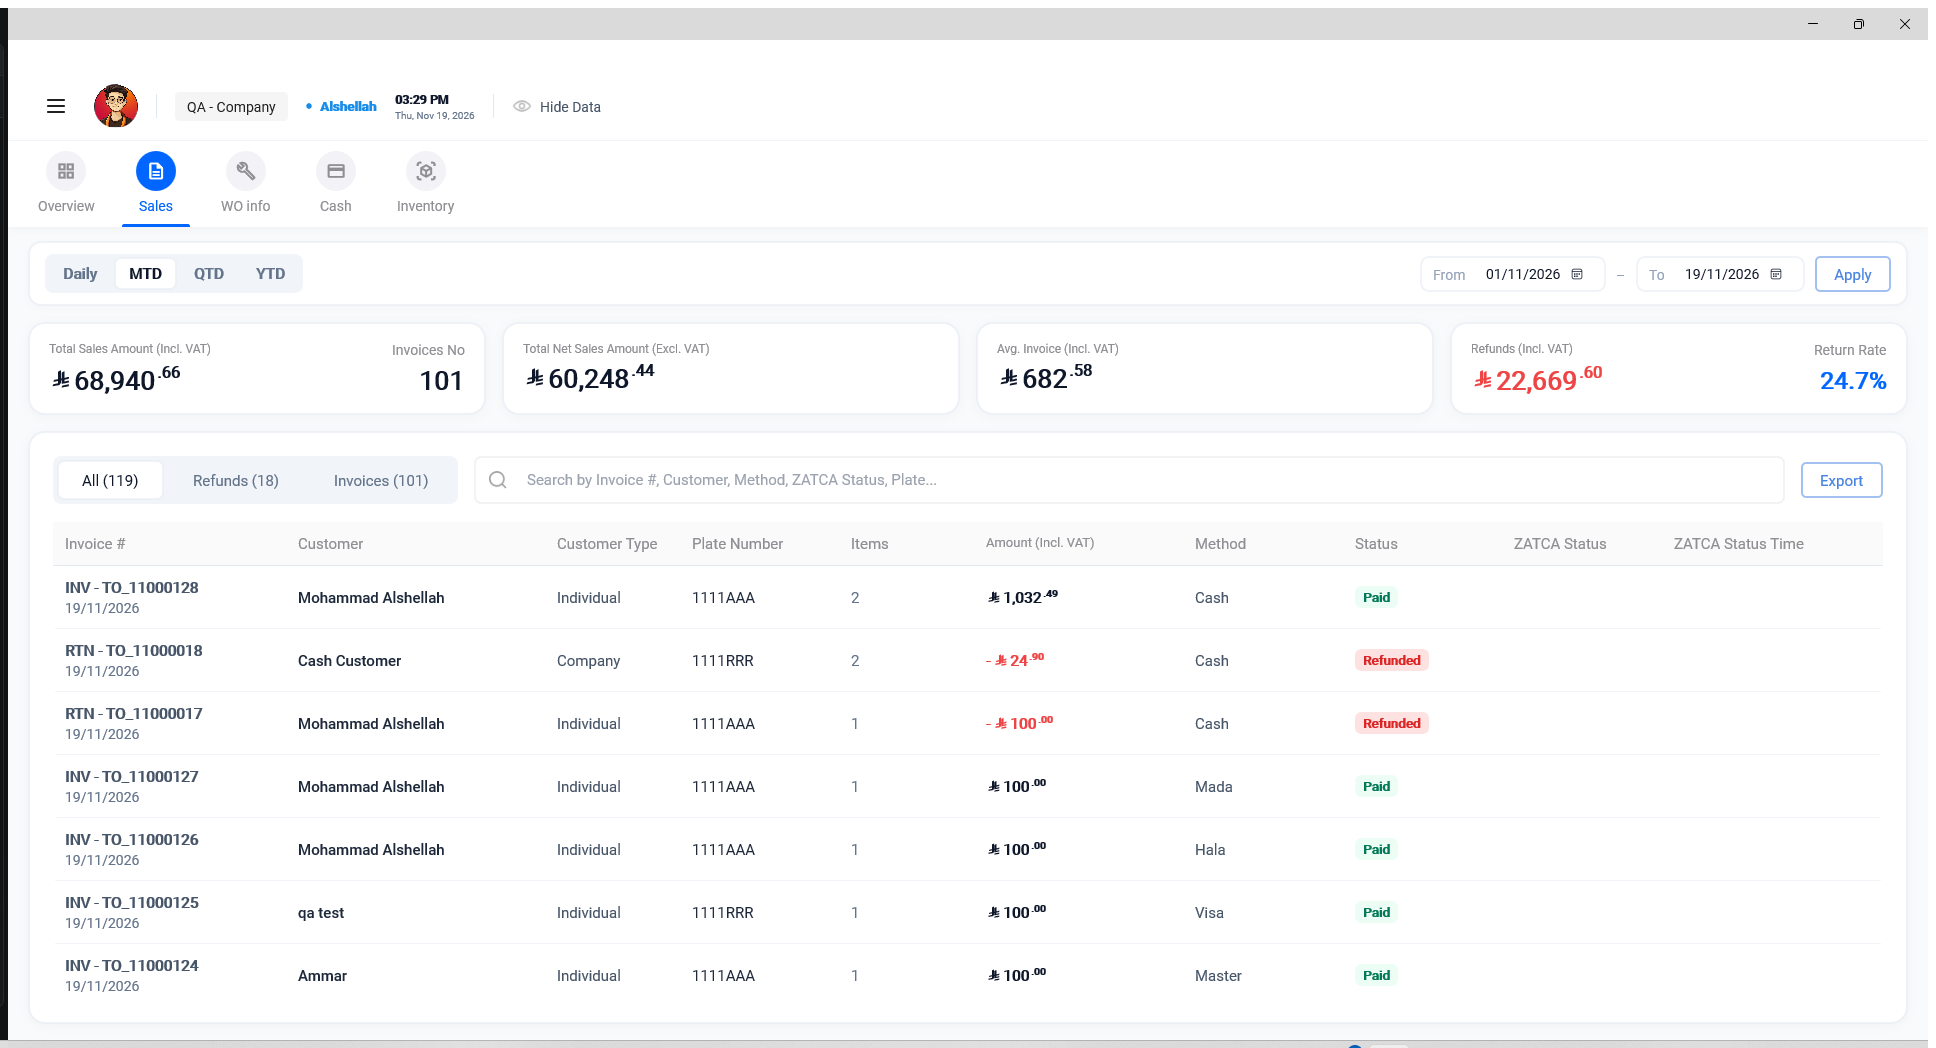 QA - Company
• Alshellah
03:29 PM
Thu, Nov 19, 2026
Hide Data
Overview
Sales
WO info
Cash
Inventory
Daily MTD QTD YTD
From 01/11/2026 – To 19/11/2026 Apply
Total Sales Amount (Incl. VAT) Invoices No
⃁ 68,940.66 101
Total Net Sales Amount (Excl. VAT)
⃁ 60,248.44
Avg. Invoice (Incl. VAT)
⃁ 682.58
Refunds (Incl. VAT) Return Rate
⃁ 22,669.60 24.7%
All (119) Refunds (18) Invoices (101) Search by Invoice #, Customer, Method, ZATCA Status, Plate... Export
Invoice # Customer Customer Type Plate Number Items Amount (Incl. VAT) Method Status ZATCA Status ZATCA Status Time
INV - TO_11000128
19/11/2026
Mohammad Alshellah Individual 1111AAA 2 ⃁ 1,032.49 Cash Paid
RTN - TO_11000018
19/11/2026
Cash Customer Company 1111RRR 2 - ⃁ 24.90 Cash Refunded
RTN - TO_11000017
19/11/2026
Mohammad Alshellah Individual 1111AAA 1 - ⃁ 100.00 Cash Refunded
INV - TO_11000127
19/11/2026
Mohammad Alshellah Individual 1111AAA 1 ⃁ 100.00 Mada Paid
INV - TO_11000126
19/11/2026
Mohammad Alshellah Individual 1111AAA 1 ⃁ 100.00 Hala Paid
INV - TO_11000125
19/11/2026
qa test Individual 1111RRR 1 ⃁ 100.00 Visa Paid
INV - TO_11000124
19/11/2026
Ammar Individual 1111AAA 1 ⃁ 100.00 Master Paid